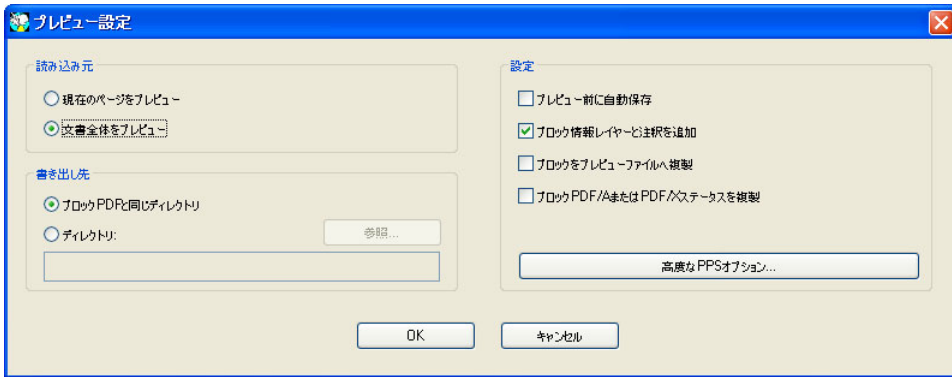 プレビュー設定
読み込み元
現在のページをプレビュー
文書全体をプレビュー
書き出し先
ブロックPDFと同じディレクトリ
ディレクトリ:
参照...
設定
プレビュー前に自動保存
ブロック情報レイヤーと注釈を追加
ブロックをプレビューファイルへ複製
ブロックPDF/AまたはPDF/Xステータスを複製
高度なPPSオプション...
OK
キャンセル